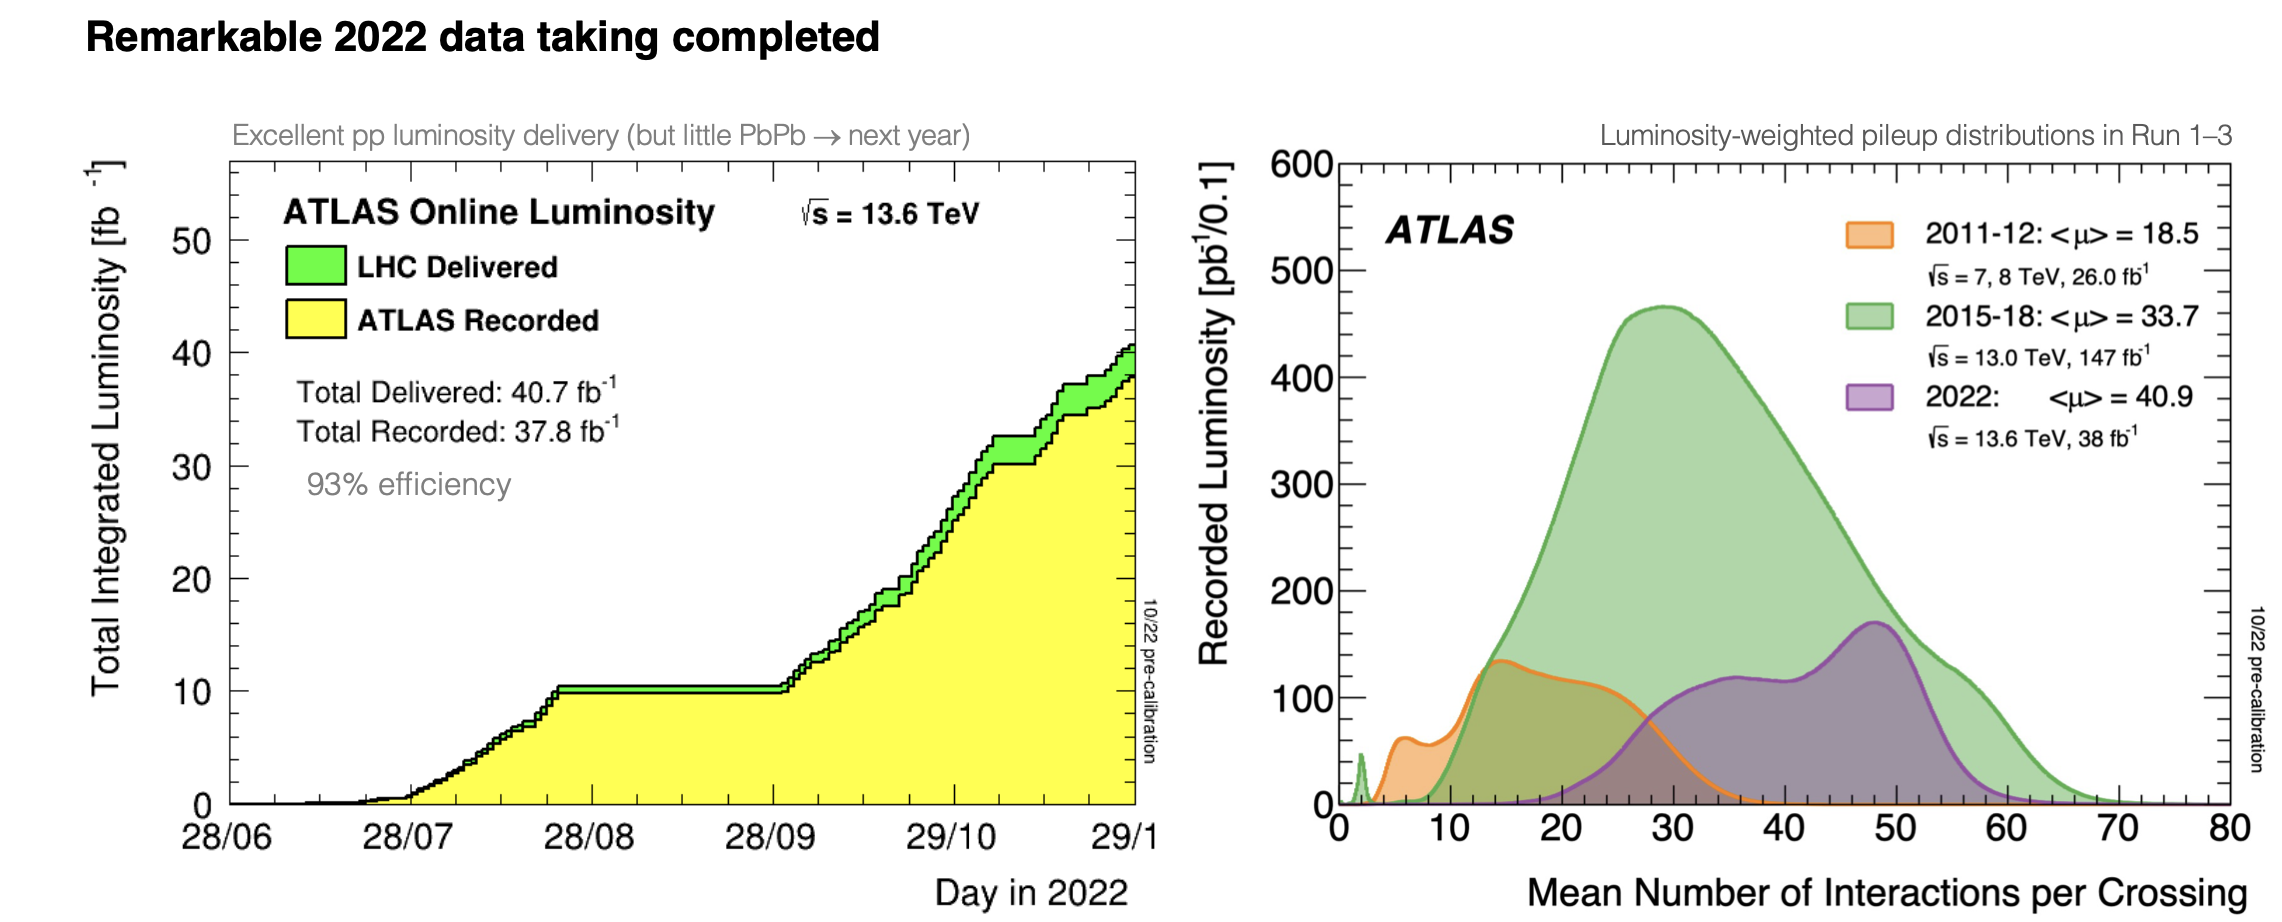 Remarkable 2022 data taking completed
Excellent pp luminosity delivery (but little PbPb → next year)
Total Integrated Luminosity [fb⁻¹]
ATLAS Online Luminosity √s = 13.6 TeV
LHC Delivered
ATLAS Recorded
Total Delivered: 40.7 fb⁻¹
Total Recorded: 37.8 fb⁻¹
93% efficiency
50
40
30
20
10
0
28/06 28/07 28/08 28/09 29/10 29/1
Day in 2022
10/22 pre-calibration
Luminosity-weighted pileup distributions in Run 1–3
Recorded Luminosity [pb⁻¹/0.1]
ATLAS
2011-12: <μ> = 18.5
√s = 7, 8 TeV, 26.0 fb⁻¹
2015-18: <μ> = 33.7
√s = 13.0 TeV, 147 fb⁻¹
2022: <μ> = 40.9
√s = 13.6 TeV, 38 fb⁻¹
600
500
400
300
200
100
0
0 10 20 30 40 50 60 70 80
Mean Number of Interactions per Crossing
10/22 pre-calibration